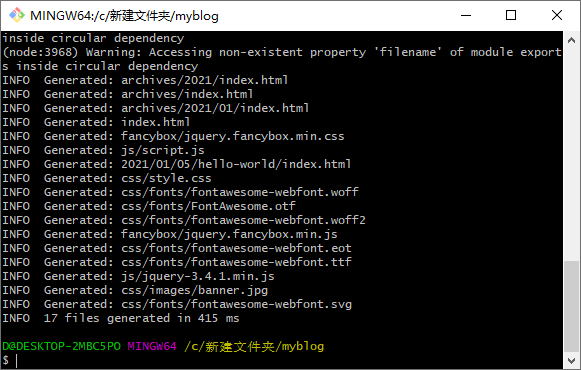 MINGW64:/c/新建文件夹/myblog
inside circular dependency
(node:3968) Warning: Accessing non-existent property 'filename' of module export
s inside circular dependency
INFO  Generated: archives/2021/index.html
INFO  Generated: archives/index.html
INFO  Generated: archives/2021/01/index.html
INFO  Generated: index.html
INFO  Generated: fancybox/jquery.fancybox.min.css
INFO  Generated: js/script.js
INFO  Generated: 2021/01/05/hello-world/index.html
INFO  Generated: css/style.css
INFO  Generated: css/fonts/fontawesome-webfont.woff
INFO  Generated: css/fonts/FontAwesome.otf
INFO  Generated: css/fonts/fontawesome-webfont.woff2
INFO  Generated: fancybox/jquery.fancybox.min.js
INFO  Generated: css/fonts/fontawesome-webfont.eot
INFO  Generated: css/fonts/fontawesome-webfont.ttf
INFO  Generated: js/jquery-3.4.1.min.js
INFO  Generated: css/images/banner.jpg
INFO  Generated: css/fonts/fontawesome-webfont.svg
INFO  17 files generated in 415 ms
D@DESKTOP-2MBC5PO MINGW64 /c/新建文件夹/myblog
$